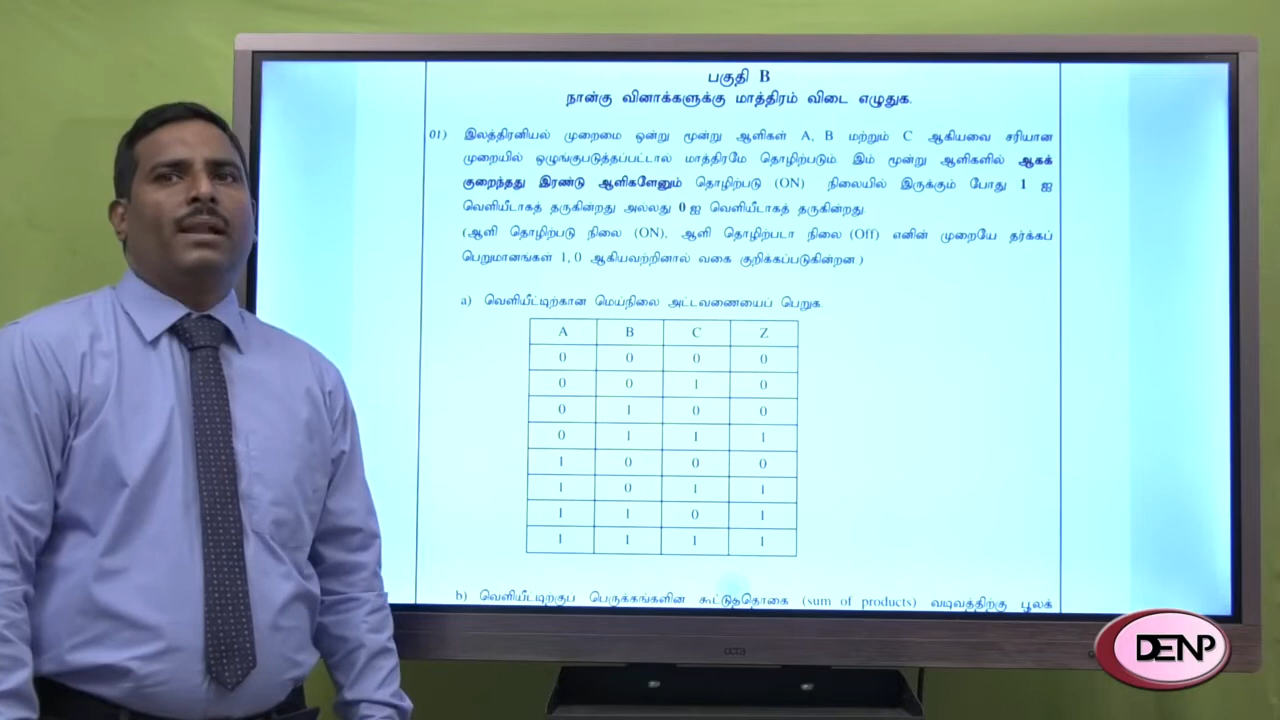 பகுதி B
நான்கு வினாக்களுக்கு மாத்திரம் விடை எழுதுக.
01) இலத்திரனியல் முறைமை ஒன்று மூன்று ஆளிகள் A, B மற்றும் C ஆகியவை சரியான
முறையில் ஒழுங்குபடுத்தப்பட்டால் மாத்திரமே தொழிற்படும். இம் மூன்று ஆளிகளில் ஆகக்
குறைந்தது இரண்டு ஆளிகளேனும் தொழிற்படு (ON) நிலையில் இருக்கும் போது 1 ஐ
வெளியீடாகத் தருகின்றது அல்லது 0 ஐ வெளியீடாகத் தருகின்றது
(ஆளி தொழிற்படு நிலை (ON), ஆளி தொழிற்படா நிலை (Off) எனின் முறையே தர்க்கப்
பெறுமானங்கள் 1, 0 ஆகியவற்றினால் வகை குறிக்கப்படுகின்றன )
a) வெளியீட்டிற்கான மெய்நிலை அட்டவணையைப் பெறுக.
A B C Z
0 0 0 0
0 0 1 0
0 1 0 0
0 1 1 1
1 0 0 0
1 0 1 1
1 1 0 1
1 1 1 1
b) வெளியீட்டிற்குப் பெருக்கங்களின் கூட்டுத்தொகை (sum of products) வடிவத்திற்கு பூலக்
DENP